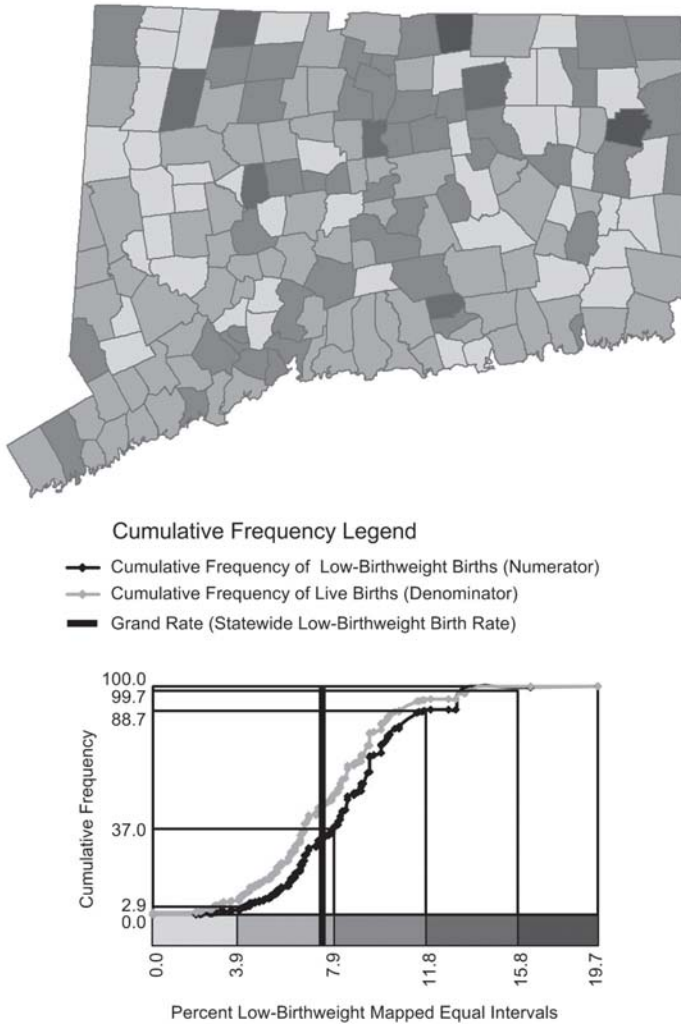 Cumulative Frequency Legend
Cumulative Frequency of Low-Birthweight Births (Numerator)
Cumulative Frequency of Live Births (Denominator)
Grand Rate (Statewide Low-Birthweight Birth Rate)
100.0
99.7
88.7
37.0
2.9
0.0
Cumulative Frequency
0.0
3.9
7.9
11.8
15.8
19.7
Percent Low-Birthweight Mapped Equal Intervals